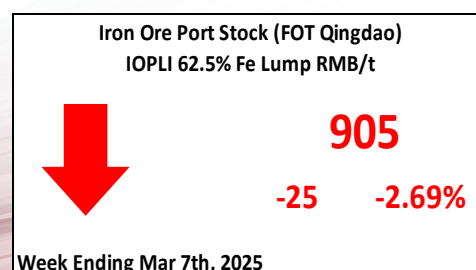 Iron Ore Port Stock (FOT Qingdao)
IOPLI 62.5% Fe Lump RMB/t
905
-25 -2.69%
Week Ending Mar 7th, 2025